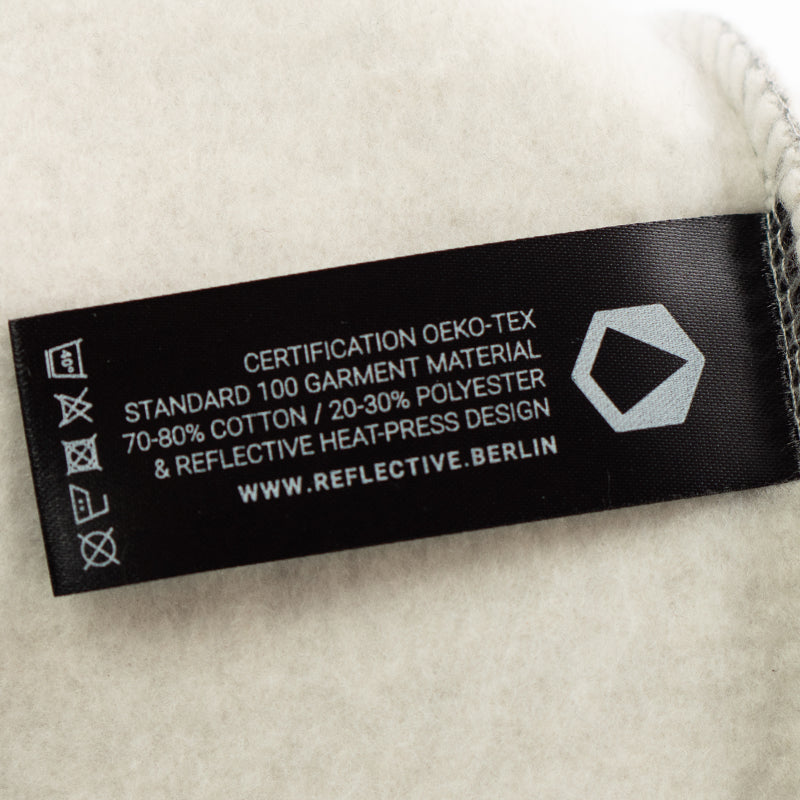 CERTIFICATION OEKO-TEX
STANDARD 100 GARMENT MATERIAL
70-80% COTTON / 20-30% POLYESTER
& REFLECTIVE HEAT-PRESS DESIGN
WWW.REFLECTIVE.BERLIN
40°